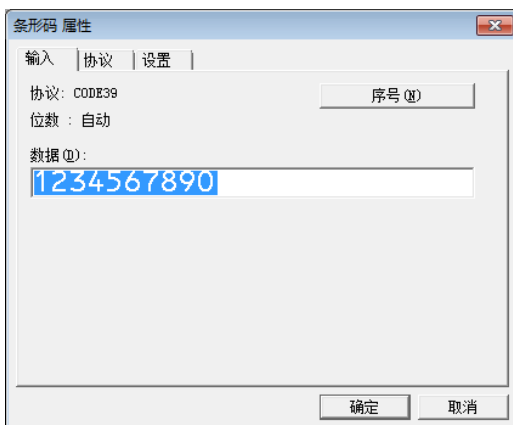 条形码 属性
输入 协议 设置
协议: CODE39
序号(N)
位数 : 自动
数据(D):
1234567890
确定 取消